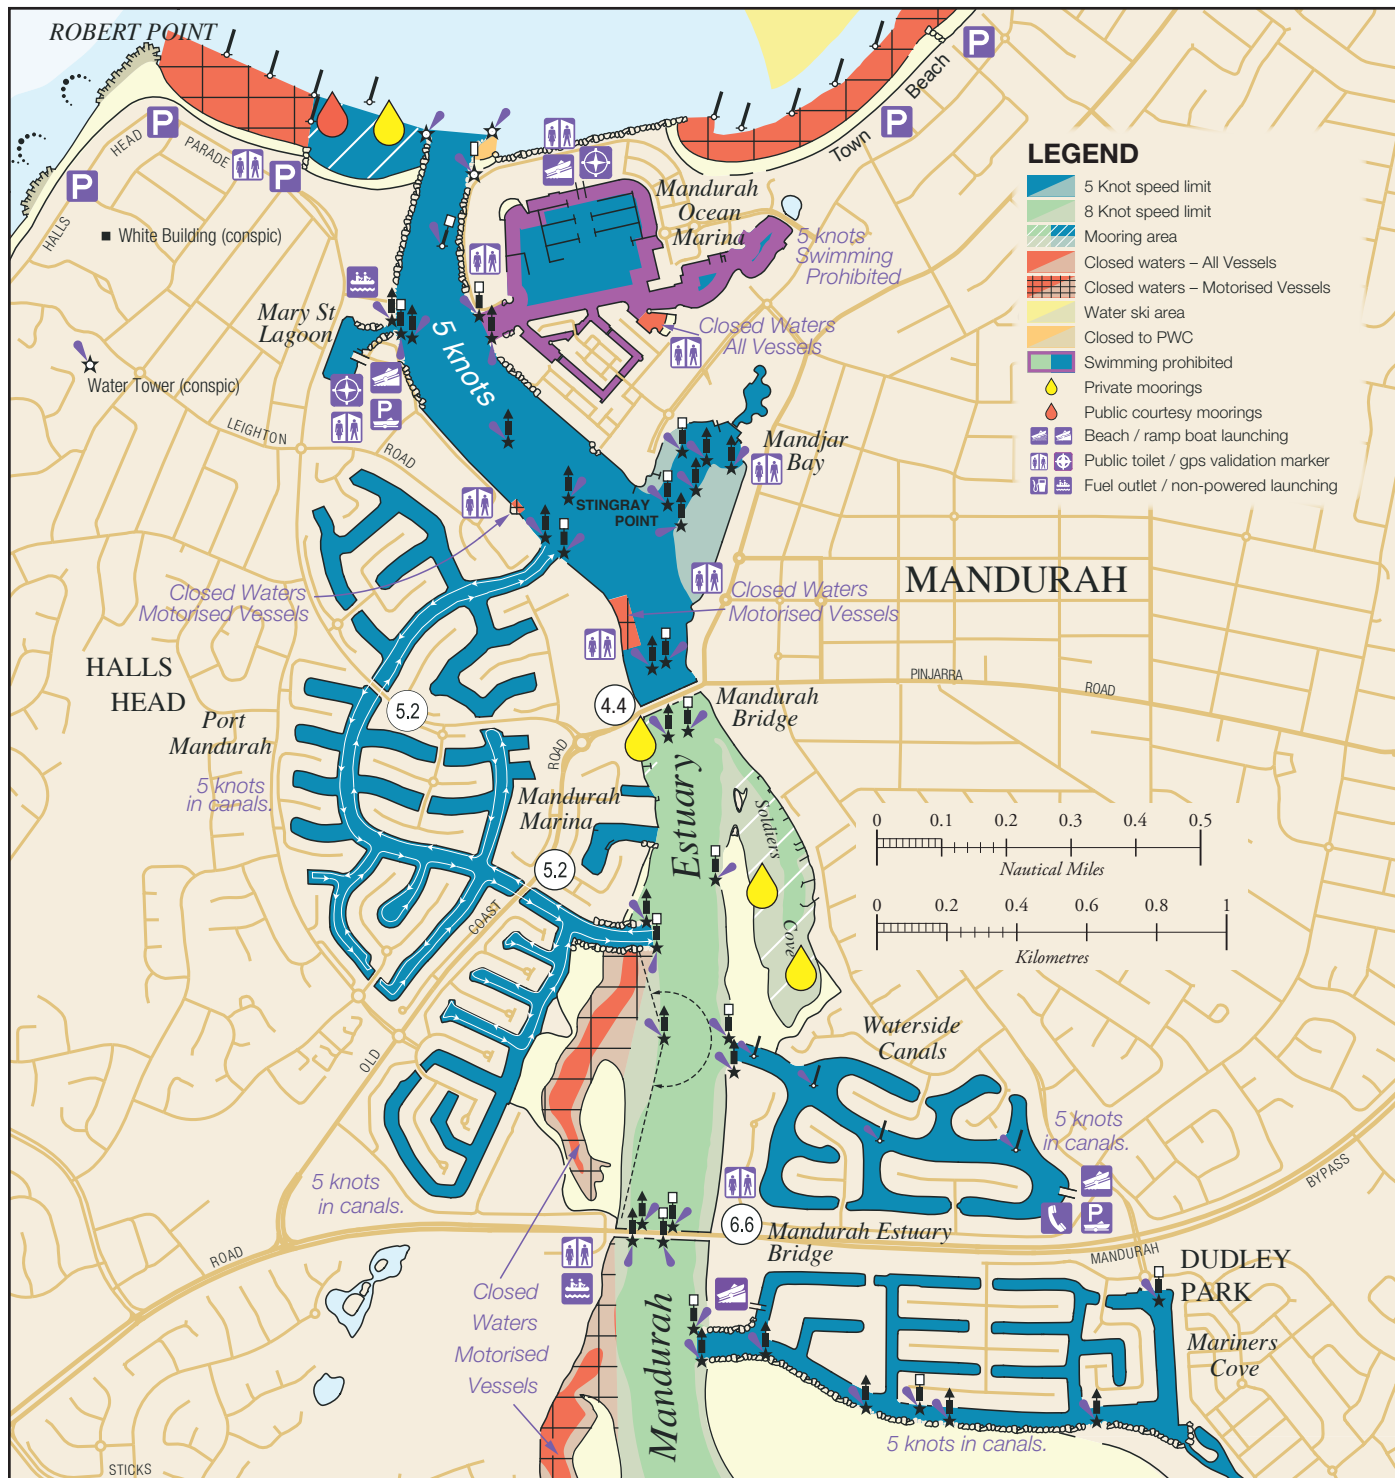 ROBERT POINT
P
Beach
Town
P
P
HEAD
PARADE
P
P
HALLS
White Building (conspic)
Mandurah
Ocean
Marina
5 knots
Swimming
Prohibited
LEGEND
5 Knot speed limit
8 Knot speed limit
Mooring area
Closed waters – All Vessels
Closed waters – Motorised Vessels
Water ski area
Closed to PWC
Swimming prohibited
Private moorings
Public courtesy moorings
Beach / ramp boat launching
Public toilet / gps validation marker
Fuel outlet / non-powered launching
Mary St
Lagoon
5 knots
Closed Waters
All Vessels
Water Tower (conspic)
P
LEIGHTON
ROAD
Mandjar
Bay
STINGRAY
POINT
Closed Waters
Motorised Vessels
Closed Waters
Motorised Vessels
MANDURAH
HALLS
HEAD
PINJARRA
ROAD
5.2
4.4
Mandurah
Bridge
Port
Mandurah
5 knots
in canals.
ROAD
Mandurah
Marina
Estuary
Soldiers
Cove
0 0.1 0.2 0.3 0.4 0.5
Nautical Miles
5.2
COAST
0 0.2 0.4 0.6 0.8 1
Kilometres
OLD
Waterside
Canals
5 knots
in canals.
5 knots
in canals.
P
BYPASS
6.6
Mandurah Estuary
Bridge
MANDURAH
ROAD
DUDLEY
PARK
Closed
Waters
Motorised
Vessels
Mandurah
Mariners
Cove
5 knots in canals.
STICKS